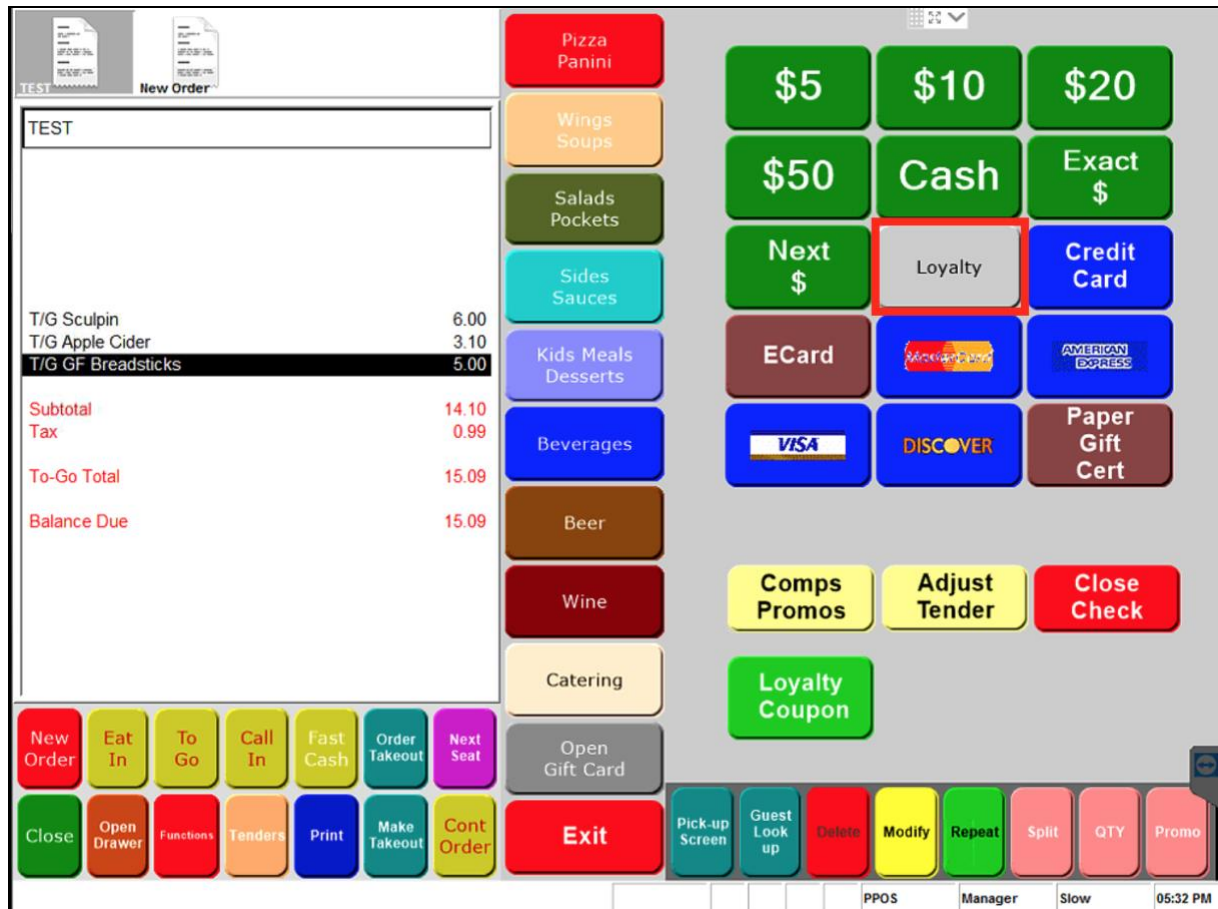 TEST
New Order
TEST
T/G Sculpin 6.00
T/G Apple Cider 3.10
T/G GF Breadsticks 5.00
Subtotal 14.10
Tax 0.99
To-Go Total 15.09
Balance Due 15.09
New
Order
Eat
In
To
Go
Call
In
Fast
Cash
Order
Takeout
Next
Seat
Close
Open
Drawer
Functions
Tenders
Print
Make
Takeout
Cont
Order
Pizza
Panini
Wings
Soups
Salads
Pockets
Sides
Sauces
Kids Meals
Desserts
Beverages
Beer
Wine
Catering
Open
Gift Card
Exit
$5
$10
$20
$50
Cash
Exact
$
Next
$
Loyalty
Credit
Card
ECard
MasterCard
AMERICAN
EXPRESS
VISA
DISCOVER
Paper
Gift
Cert
Comps
Promos
Adjust
Tender
Close
Check
Loyalty
Coupon
Pick-up
Screen
Guest
Look
up
Delete
Modify
Repeat
Split
QTY
Promo
PPOS
Manager
Slow
05:32 PM